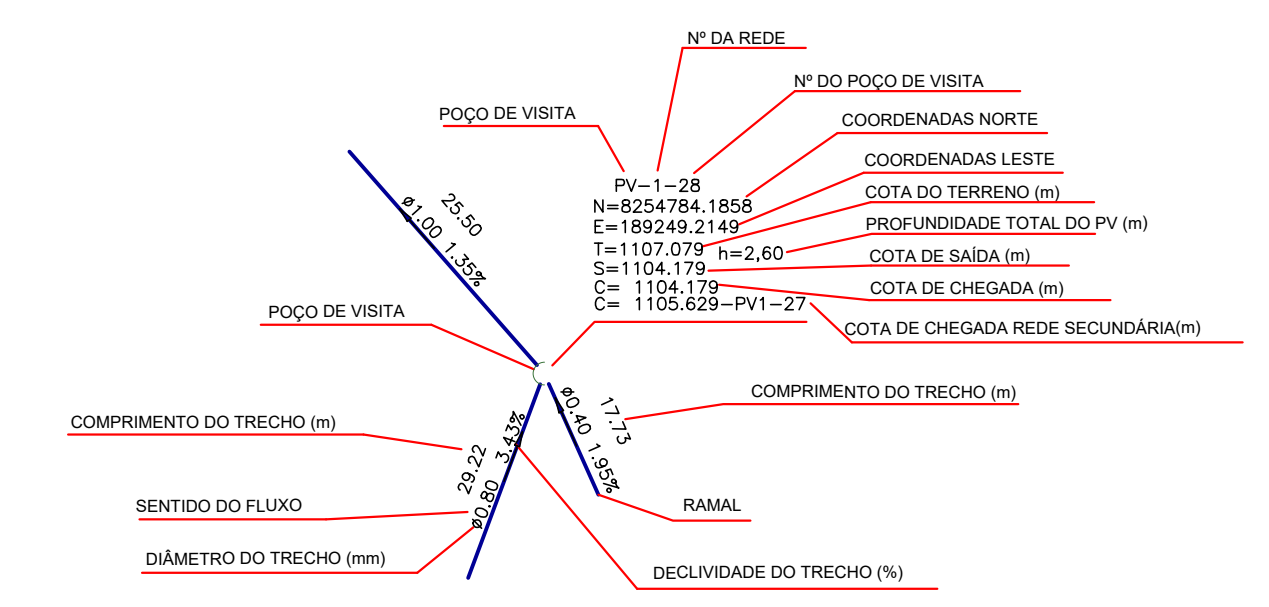 Nº DA REDE
Nº DO POÇO DE VISITA
POÇO DE VISITA
COORDENADAS NORTE
COORDENADAS LESTE
PV-1-28
COTA DO TERRENO (m)
N=8254784.1858
E=189249.2149
PROFUNDIDADE TOTAL DO PV (m)
T=1107.079
h=2,60
COTA DE SAÍDA (m)
S=1104.179
C= 1104.179
COTA DE CHEGADA (m)
C= 1105.629-PV1-27
COTA DE CHEGADA REDE SECUNDÁRIA(m)
25.50
ø1.00 1.35%
POÇO DE VISITA
COMPRIMENTO DO TRECHO (m)
17.73
ø0.40 1.95%
COMPRIMENTO DO TRECHO (m)
29.22
ø0.80 3.43%
SENTIDO DO FLUXO
RAMAL
DIÂMETRO DO TRECHO (mm)
DECLIVIDADE DO TRECHO (%)